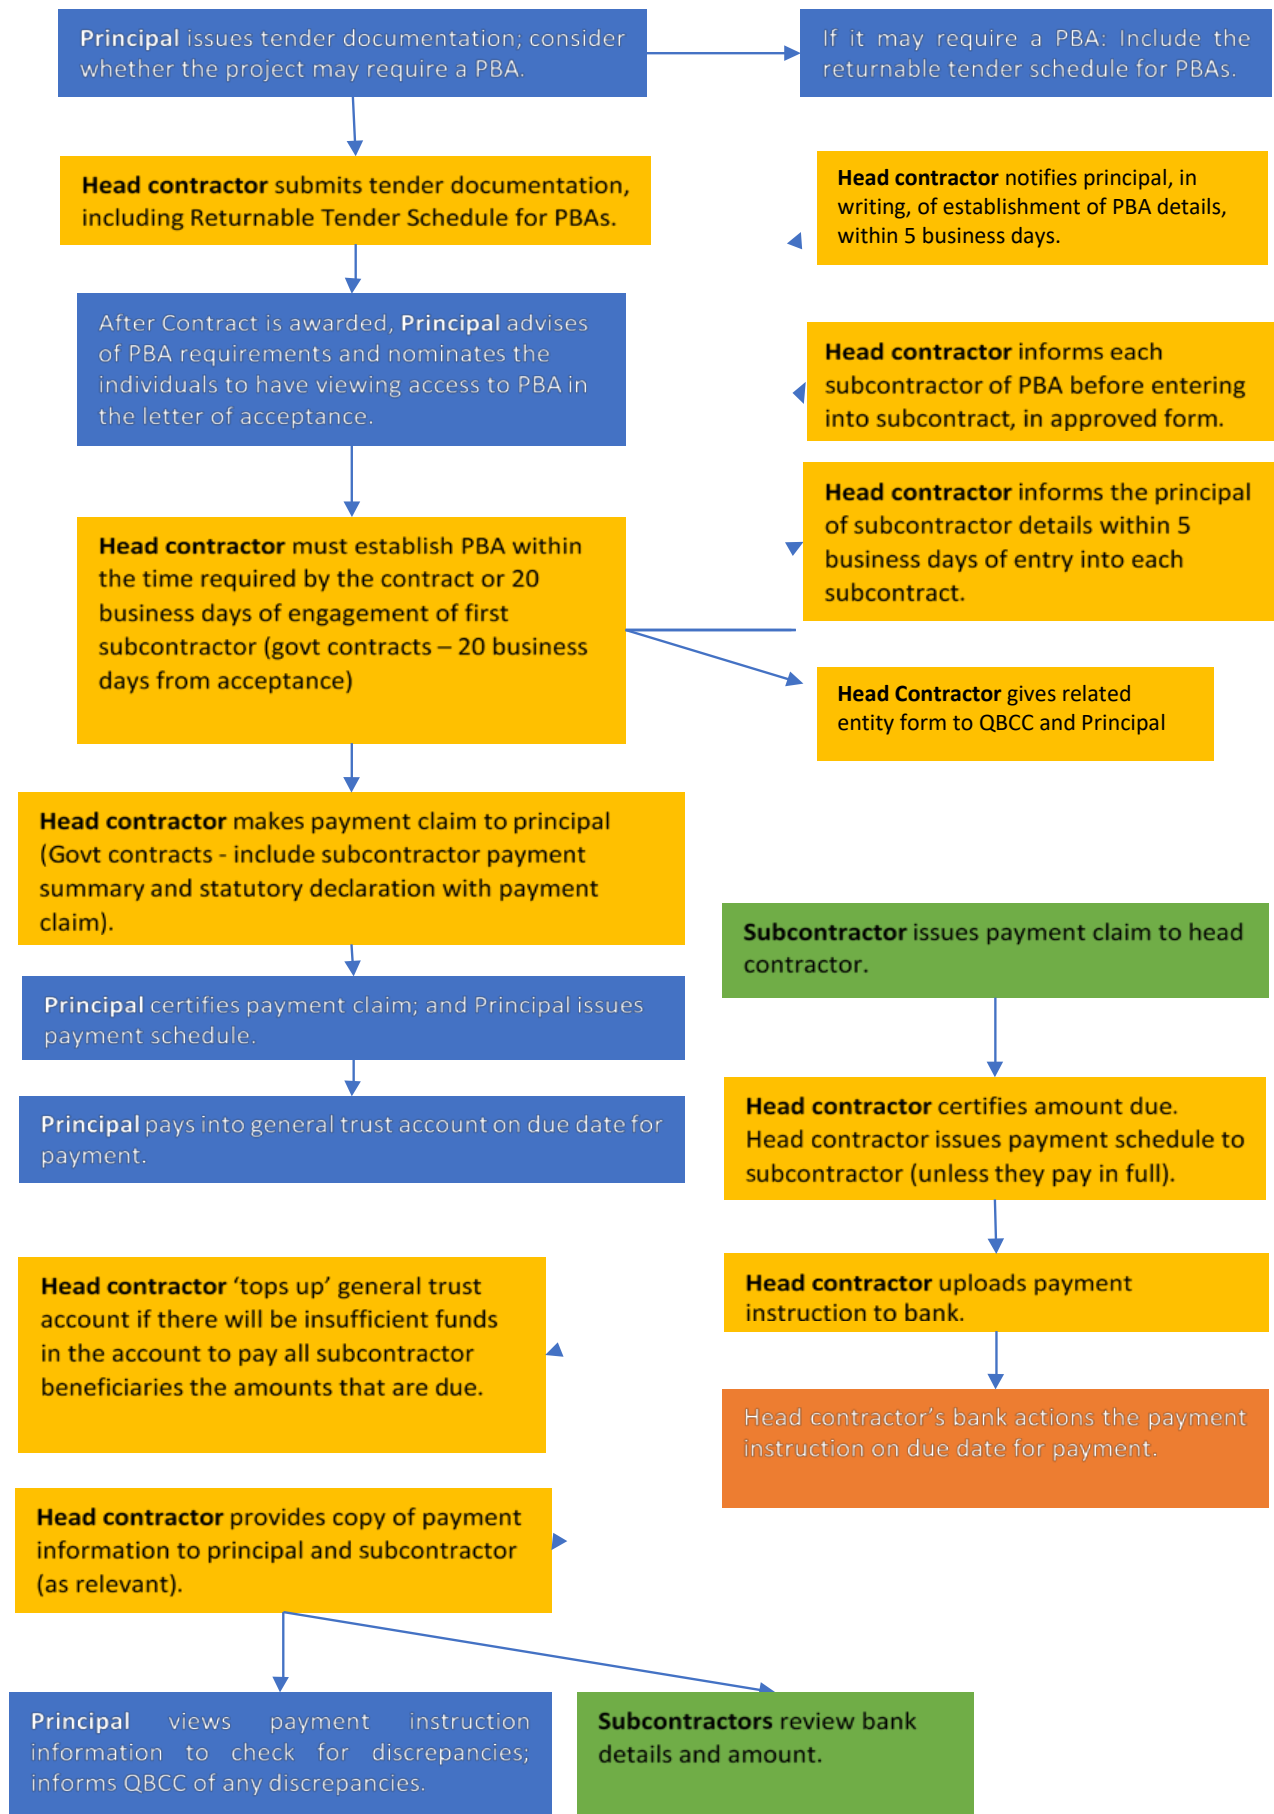 Principal issues tender documentation; consider
whether the project may require a PBA.
If it may require a PBA: Include the
returnable tender schedule for PBAs.
Head contractor submits tender documentation,
including Returnable Tender Schedule for PBAs.
Head contractor notifies principal, in
writing, of establishment of PBA details,
within 5 business days.
After Contract is awarded, Principal advises
of PBA requirements and nominates the
individuals to have viewing access to PBA in
the letter of acceptance.
Head contractor informs each
subcontractor of PBA before entering
into subcontract, in approved form.
Head contractor informs the principal
of subcontractor details within 5
business days of entry into each
subcontract.
Head contractor must establish PBA within
the time required by the contract or 20
business days of engagement of first
subcontractor (govt contracts – 20 business
days from acceptance)
Head Contractor gives related
entity form to QBCC and Principal
Head contractor makes payment claim to principal
(Govt contracts - include subcontractor payment
summary and statutory declaration with payment
claim).
Principal certifies payment claim; and Principal issues
payment schedule.
Principal pays into general trust account on due date for
payment.
Subcontractor issues payment claim to head
contractor.
Head contractor certifies amount due.
Head contractor issues payment schedule to
subcontractor (unless they pay in full).
Head contractor uploads payment
instruction to bank.
Head contractor’s bank actions the payment
instruction on due date for payment.
Head contractor ‘tops up’ general trust
account if there will be insufficient funds
in the account to pay all subcontractor
beneficiaries the amounts that are due.
Head contractor provides copy of payment
information to principal and subcontractor
(as relevant).
Principal views payment instruction
information to check for discrepancies;
informs QBCC of any discrepancies.
Subcontractors review bank
details and amount.